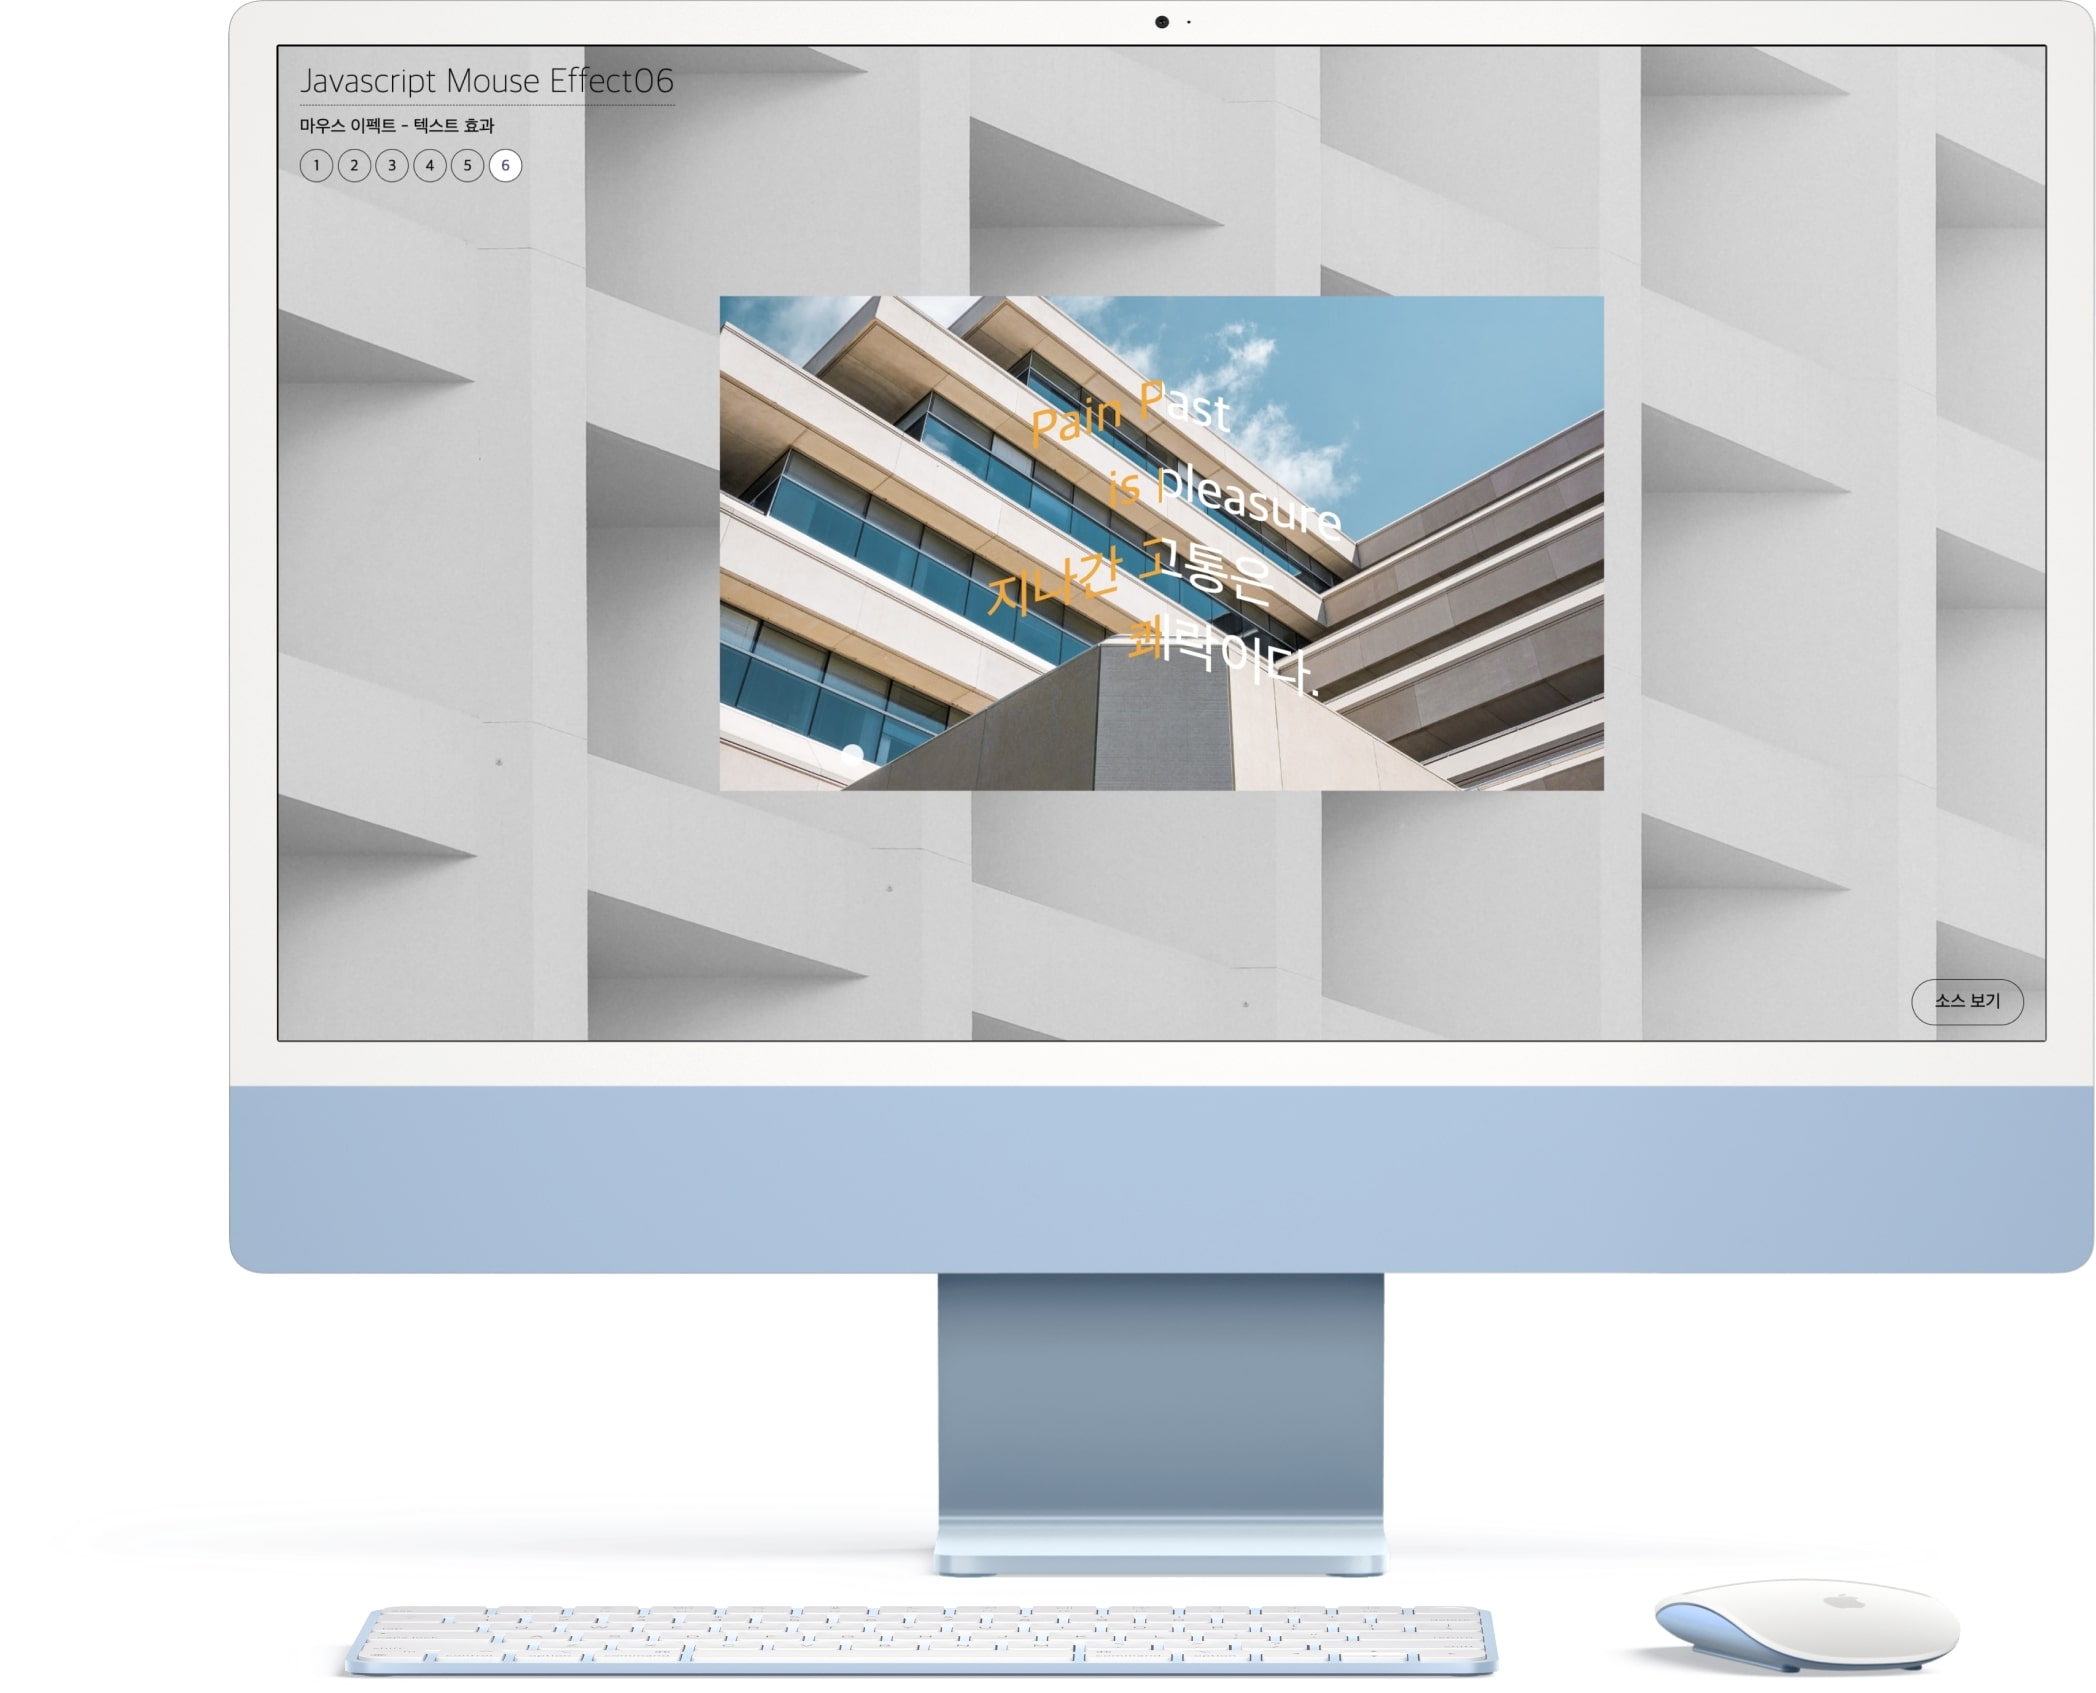 Javascript Mouse Effect06
마우스 이펙트 - 텍스트 효과
1 2 3 4 5 6
Pain Past
is pleasure
지나간 고통은
쾌락이다.
소스 보기